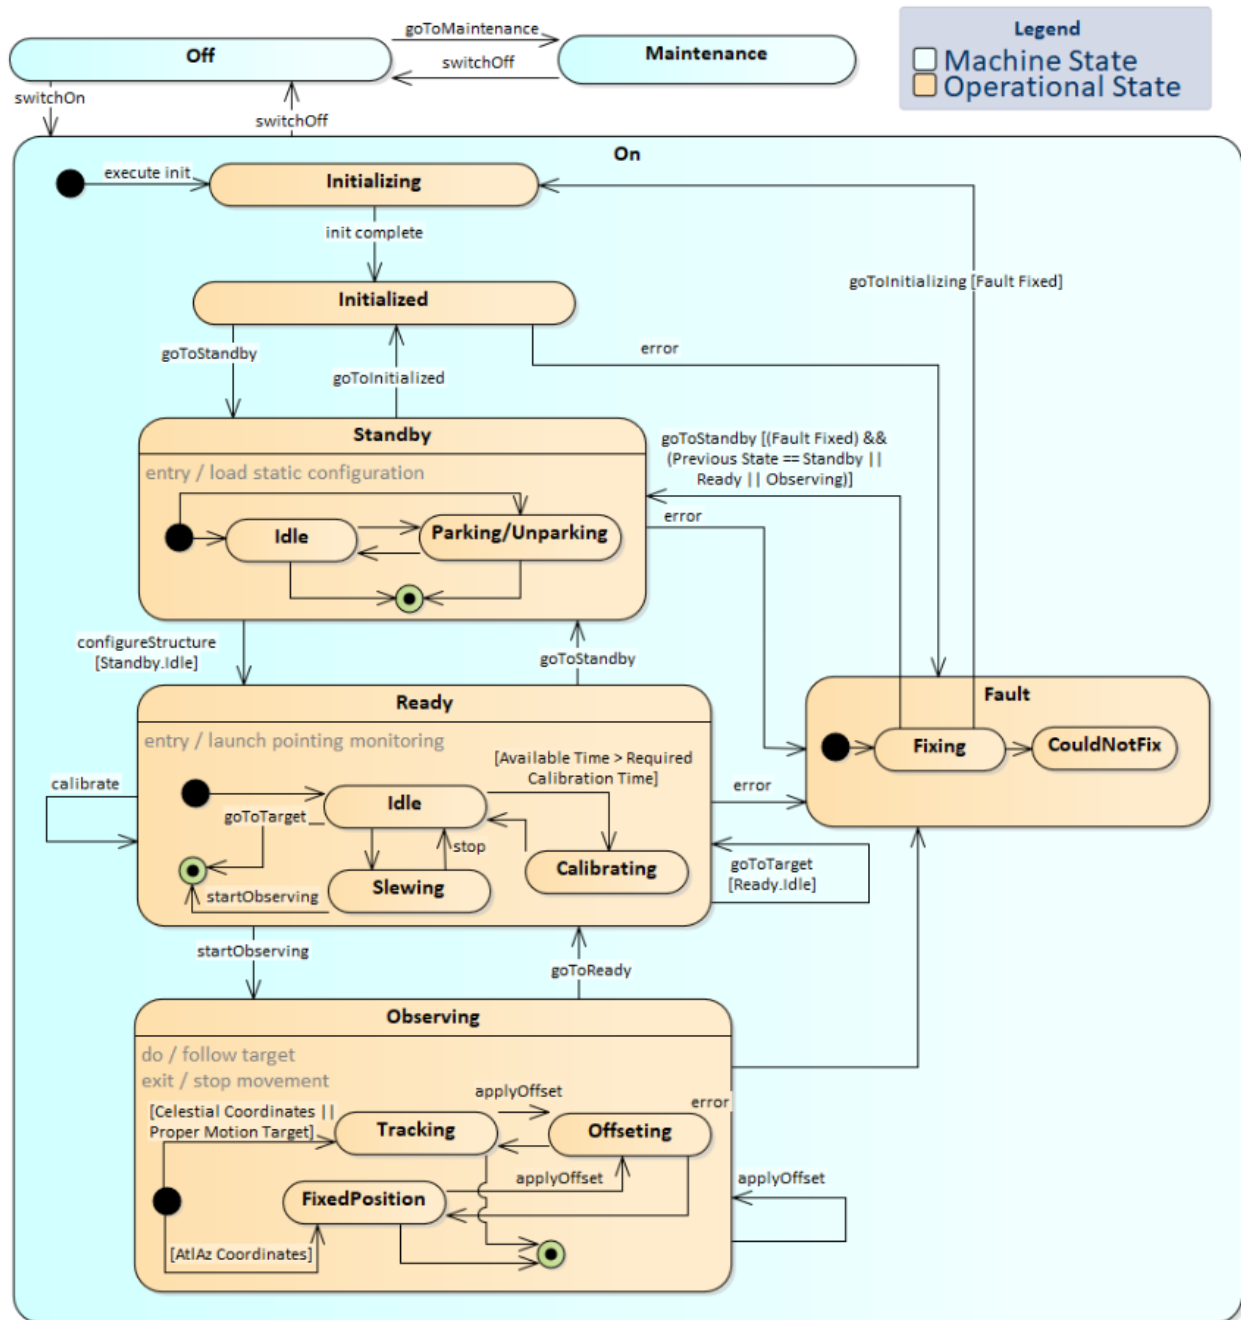 Legend
Machine State
Operational State
Off
goToMaintenance
Maintenance
switchOff
switchOn
switchOff
On
execute init
Initializing
init complete
goToInitializing [Fault Fixed]
Initialized
goToStandby
error
goToInitialized
Standby
entry / load static configuration
goToStandby [(Fault Fixed) &&
(Previous State == Standby ||
Ready || Observing)]
Idle
Parking/Unparking
error
configureStructure
[Standby.Idle]
goToStandby
Ready
entry / launch pointing monitoring
Fault
Fixing
CouldNotFix
calibrate
[Available Time > Required
Calibration Time]
Idle
goToTarget
error
stop
Calibrating
goToTarget
[Ready.Idle]
Slewing
startObserving
startObserving
goToReady
Observing
do / follow target
exit / stop movement
applyOffset
error
[Celestial Coordinates ||
Proper Motion Target]
Tracking
Offseting
applyOffset
applyOffset
FixedPosition
[AtlAz Coordinates]